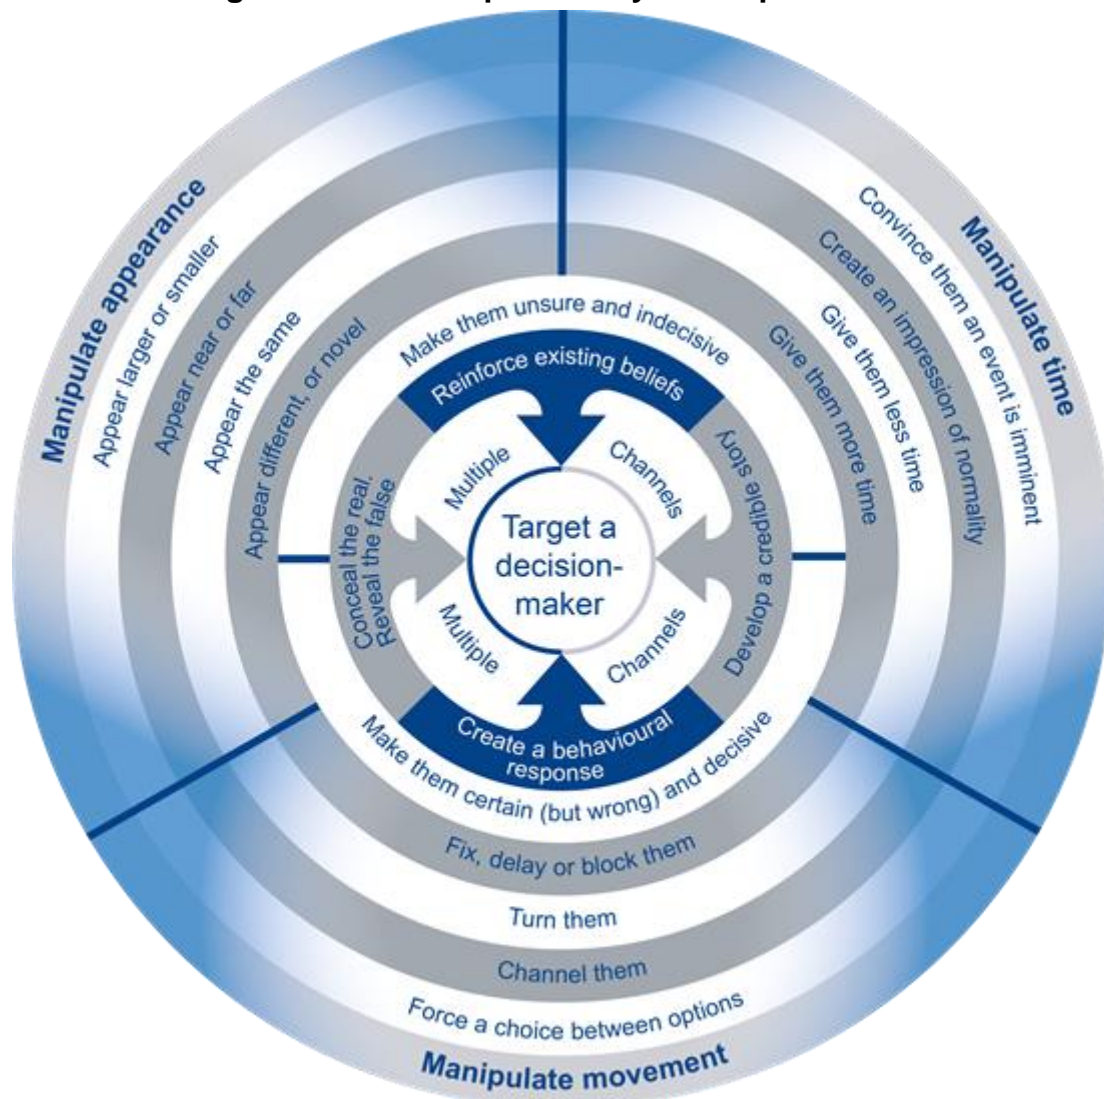 Manipulate appearance
Appear larger or smaller
Appear near or far
Appear the same
Appear different, or novel
Manipulate time
Convince them an event is imminent
Create an impression of normality
Give them less time
Give them more time
Make them unsure and indecisive
Reinforce existing beliefs
Conceal the real.
Reveal the false
Develop a credible story
Multiple
Channels
Target a
decision-
maker
Multiple
Channels
Create a behavioural
response
Make them certain (but wrong) and decisive
Fix, delay or block them
Turn them
Channel them
Force a choice between options
Manipulate movement